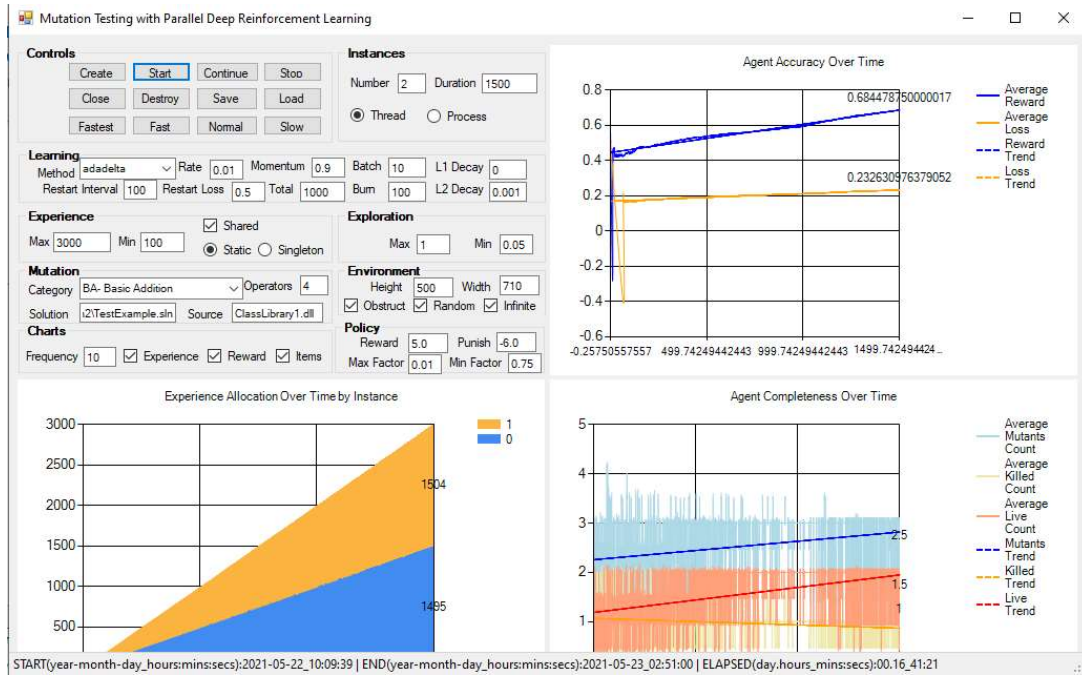 Mutation Testing with Parallel Deep Reinforcement Learning
Controls
Create Start Continue Stop
Close Destroy Save Load
Fastest Fast Normal Slow
Instances
Number 2 Duration 1500
Thread Process
Learning
Method adadelta Rate 0.01 Momentum 0.9 Batch 10 L1 Decay 0
Restart Interval 100 Restart Loss 0.5 Total 1000 Burn 100 L2 Decay 0.001
Experience
Shared
Max 3000 Min 100 Static Singleton
Exploration
Max 1 Min 0.05
Mutation
Category BA- Basic Addition Operators 4
Solution ı2\TestExample.sln Source ClassLibrary1.dll
Environment
Height 500 Width 710
Obstruct Random Infinite
Charts
Frequency 10 Experience Reward Items
Policy
Reward 5.0 Punish -6.0
Max Factor 0.01 Min Factor 0.75
Agent Accuracy Over Time
0.8
0.6
0.4
0.2
0
-0.2
-0.4
-0.6
-0.25750557557 499.74249442443 999.74249442443 1499.742494424...
0.684478750000017
0.232630976379052
Average
Reward
Average
Loss
Reward
Trend
Loss
Trend
Experience Allocation Over Time by Instance
3000
2500
2000
1500
1000
500
1504
1495
1
0
Agent Completeness Over Time
5
4
3
2
1
2.5
1.5
1
Average
Mutants
Count
Average
Killed
Count
Average
Live
Count
Mutants
Trend
Killed
Trend
Live
Trend
START(year-month-day_hours:mins:secs):2021-05-22_10:09:39 | END(year-month-day_hours:mins:secs):2021-05-23_02:51:00 | ELAPSED(day.hours_mins:secs):00.16_41:21